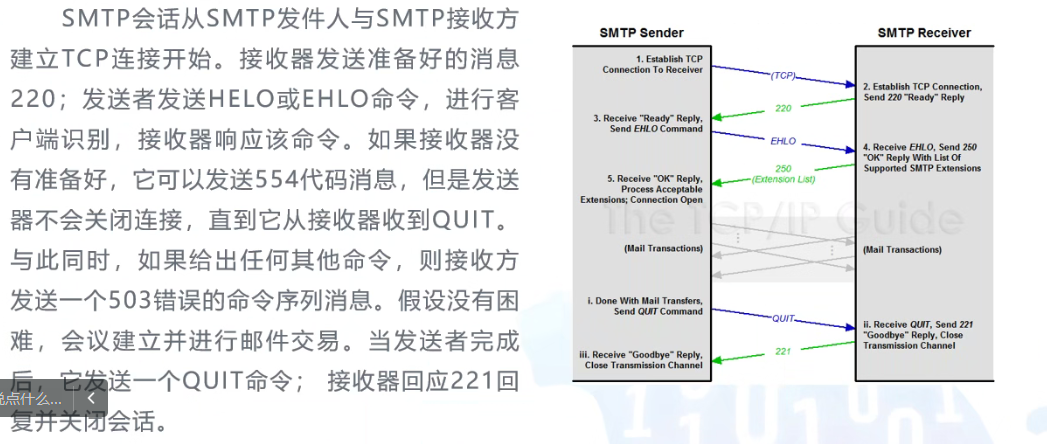 SMTP会话从SMTP发件人与SMTP接收方
建立TCP连接开始。接收器发送准备好的消息
220；发送者发送HELO或EHLO命令，进行客
户端识别，接收器响应该命令。如果接收器没
有准备好，它可以发送554代码消息，但是发送
器不会关闭连接，直到它从接收器收到QUIT。
与此同时，如果给出任何其他命令，则接收方
发送一个503错误的命令序列消息。假设没有困
难，会议建立并进行邮件交易。当发送者完成
后，它发送一个QUIT命令； 接收器回应221回
复并关闭会话。
说点什么...
SMTP Sender
SMTP Receiver
1. Establish TCP
Connection To Receiver
(TCP)
2. Establish TCP Connection,
Send 220 "Ready" Reply
220
3. Receive "Ready" Reply,
Send EHLO Command
EHLO
4. Receive EHLO, Send 250
"OK" Reply With List Of
Supported SMTP Extensions
250
(Extension List)
5. Receive "OK" Reply,
Process Acceptable
Extensions; Connection Open
The TCP/IP Guide
(Mail Transactions)
(Mail Transactions)
i. Done With Mail Transfers,
Send QUIT Command
QUIT
ii. Receive QUIT, Send 221
"Goodbye" Reply, Close
Transmission Channel
221
iii. Receive "Goodbye" Reply,
Close Transmission Channel